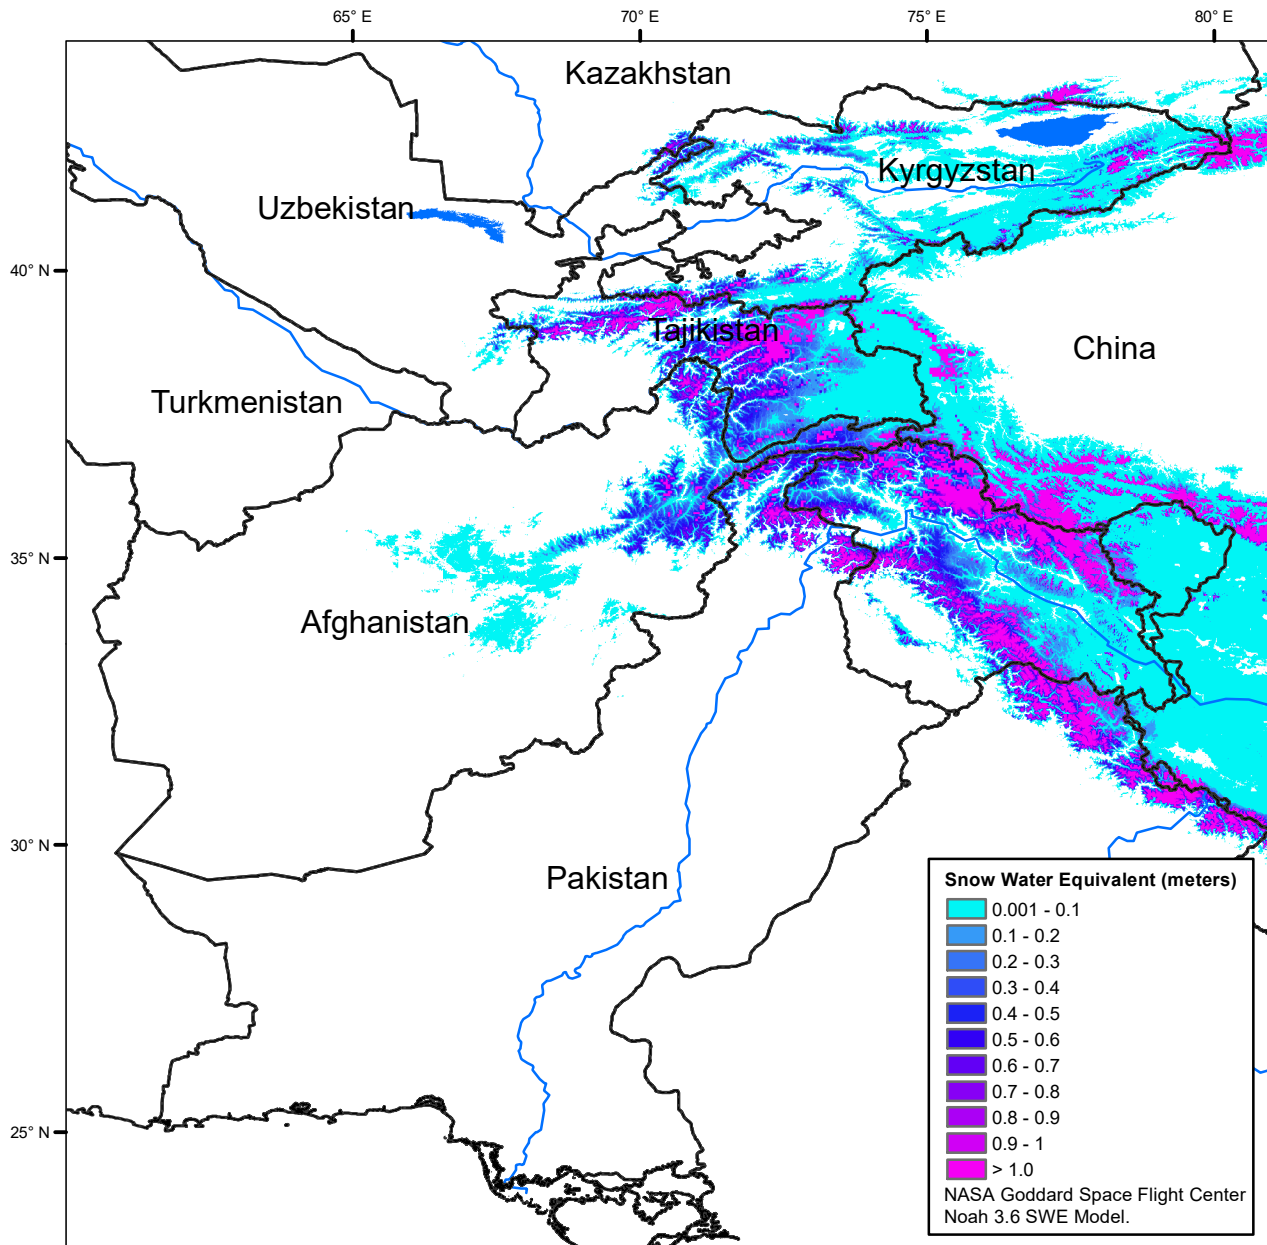 65° E
70° E
75° E
80° E
Kazakhstan
Kyrgyzstan
Uzbekistan
40° N
Tajikistan
China
Turkmenistan
35° N
Afghanistan
30° N
Pakistan
25° N
Snow Water Equivalent (meters)
0.001 - 0.1
0.1 - 0.2
0.2 - 0.3
0.3 - 0.4
0.4 - 0.5
0.5 - 0.6
0.6 - 0.7
0.7 - 0.8
0.8 - 0.9
0.9 - 1
> 1.0
NASA Goddard Space Flight Center
Noah 3.6 SWE Model.